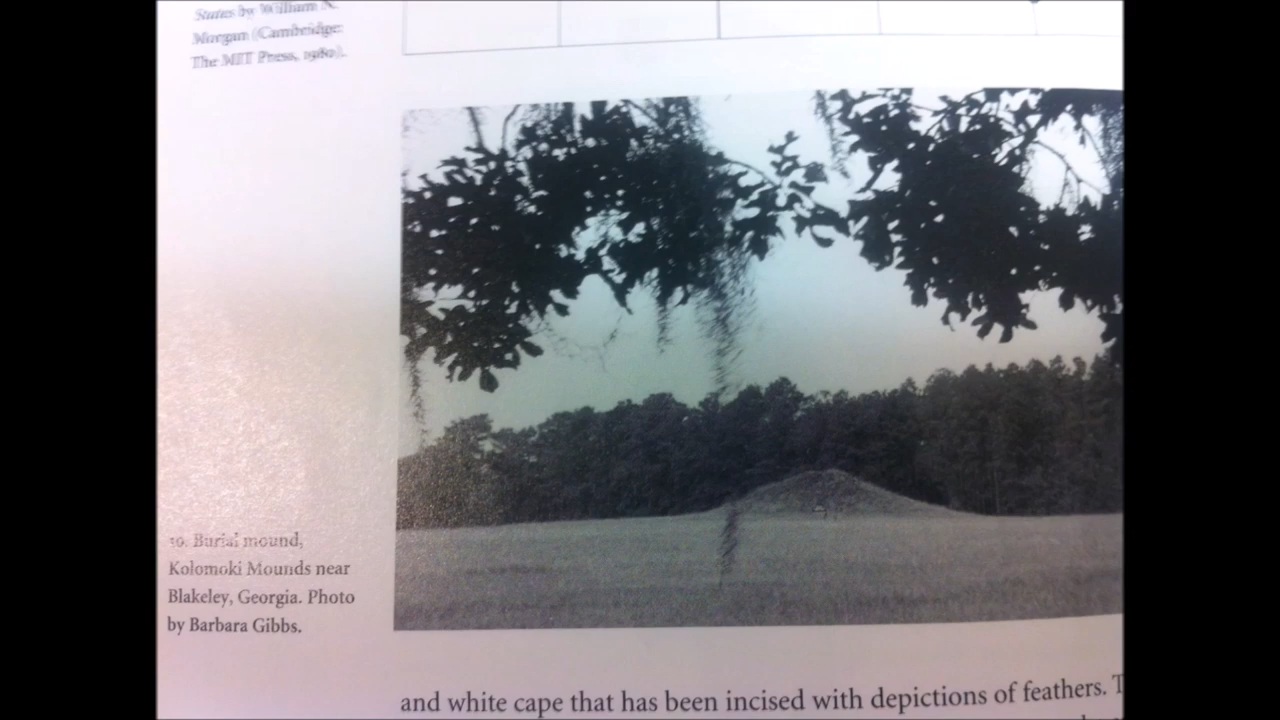 States by William N.
Morgan (Cambridge:
The MIT Press, 1980).
10. Burial mound,
Kolomoki Mounds near
Blakeley, Georgia. Photo
by Barbara Gibbs.
and white cape that has been incised with depictions of feathers.